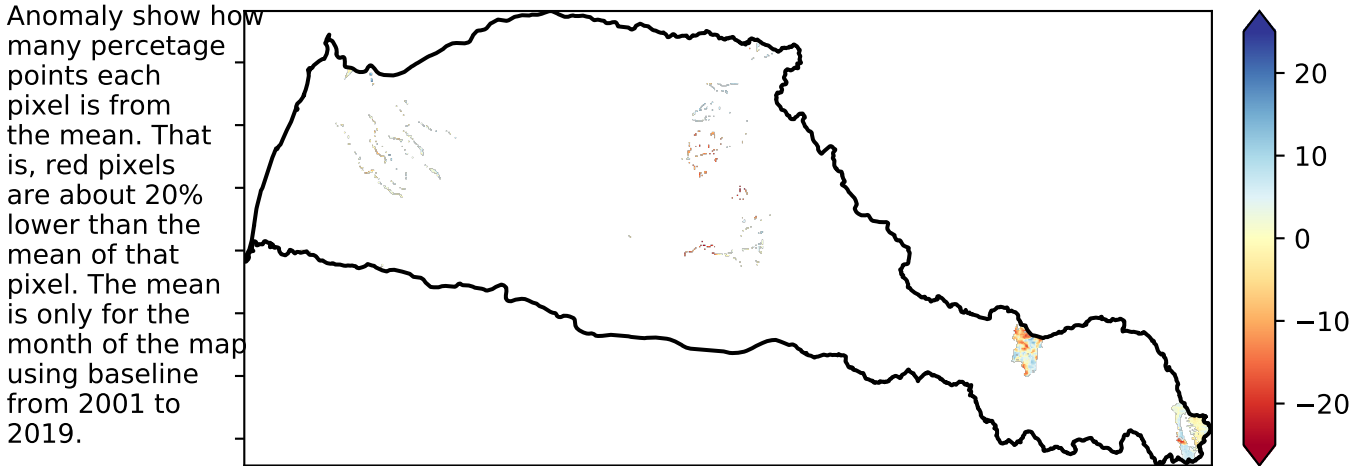 Anomaly show how
many percetage
points each
pixel is from
the mean. That
is, red pixels
are about 20%
lower than the
mean of that
pixel. The mean
is only for the
month of the map
using baseline
from 2001 to
2019.
20
10
0
−10
−20